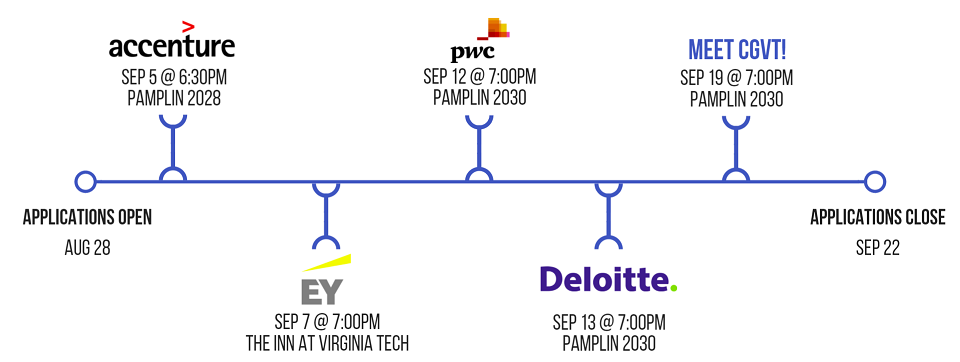 accenture
SEP 5 @ 6:30PM
PAMPLIN 2028
pwc
SEP 12 @ 7:00PM
PAMPLIN 2030
MEET CGVT!
SEP 19 @ 7:00PM
PAMPLIN 2030
APPLICATIONS OPEN
AUG 28
APPLICATIONS CLOSE
SEP 22
EY
SEP 7 @ 7:00PM
THE INN AT VIRGINIA TECH
Deloitte.
SEP 13 @ 7:00PM
PAMPLIN 2030